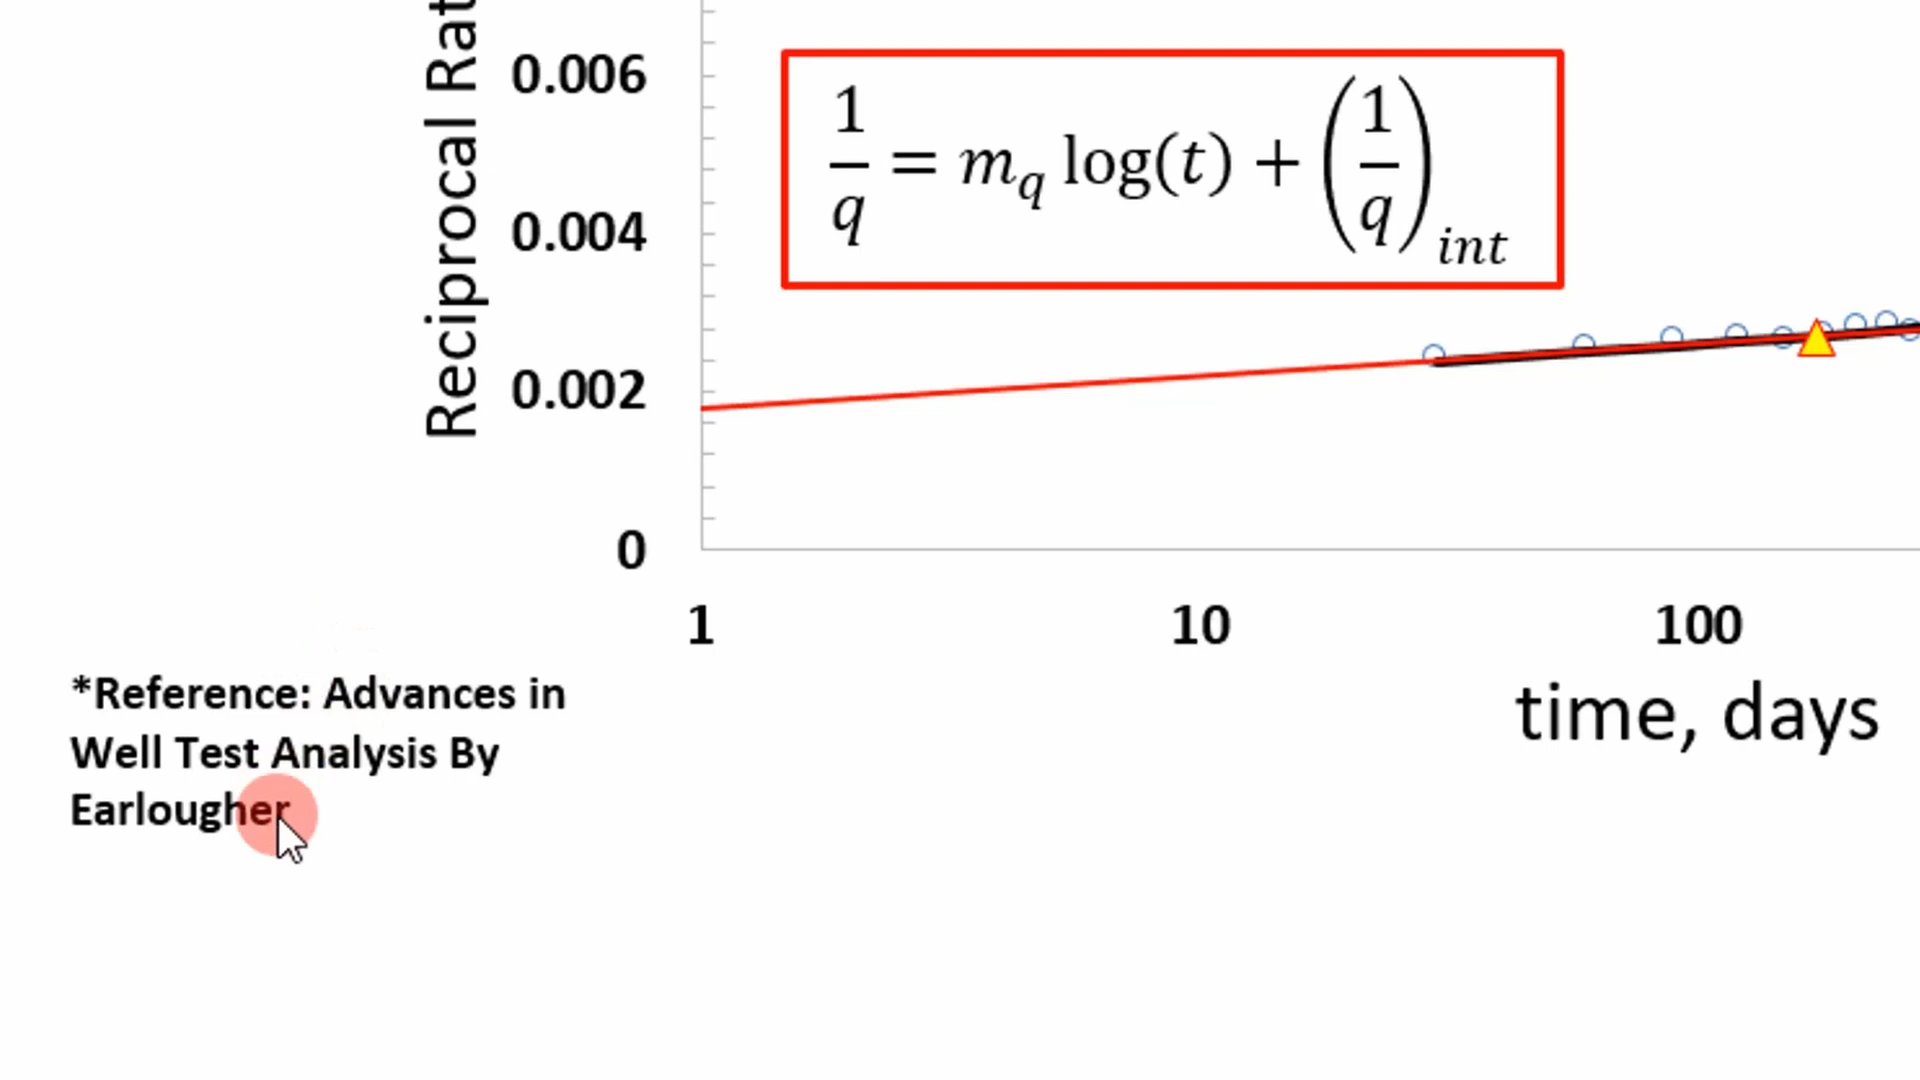 Reciprocal Rat
0.006
0.004
0.002
0
1/q = m_q log(t) + (1/q)_int
1 10 100
time, days
*Reference: Advances in
Well Test Analysis By
Earlougher